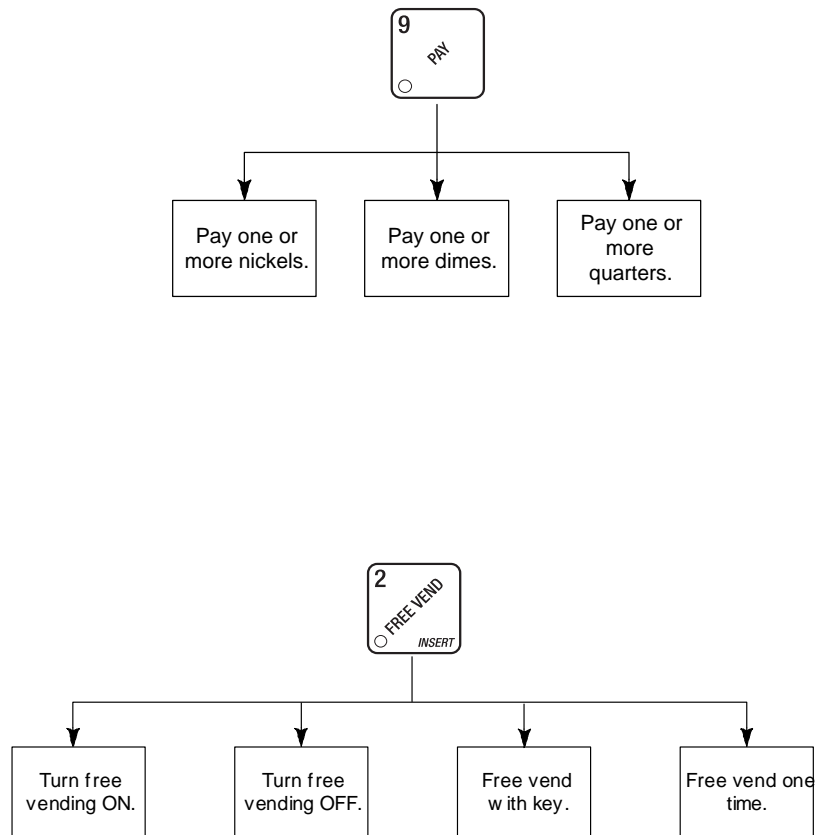 9
PAY
Pay one or
more nickels.
Pay one or
more dimes.
Pay one or
more
quarters.
2
FREE VEND
INSERT
Turn free
vending ON.
Turn free
vending OFF.
Free vend
with key.
Free vend one
time.